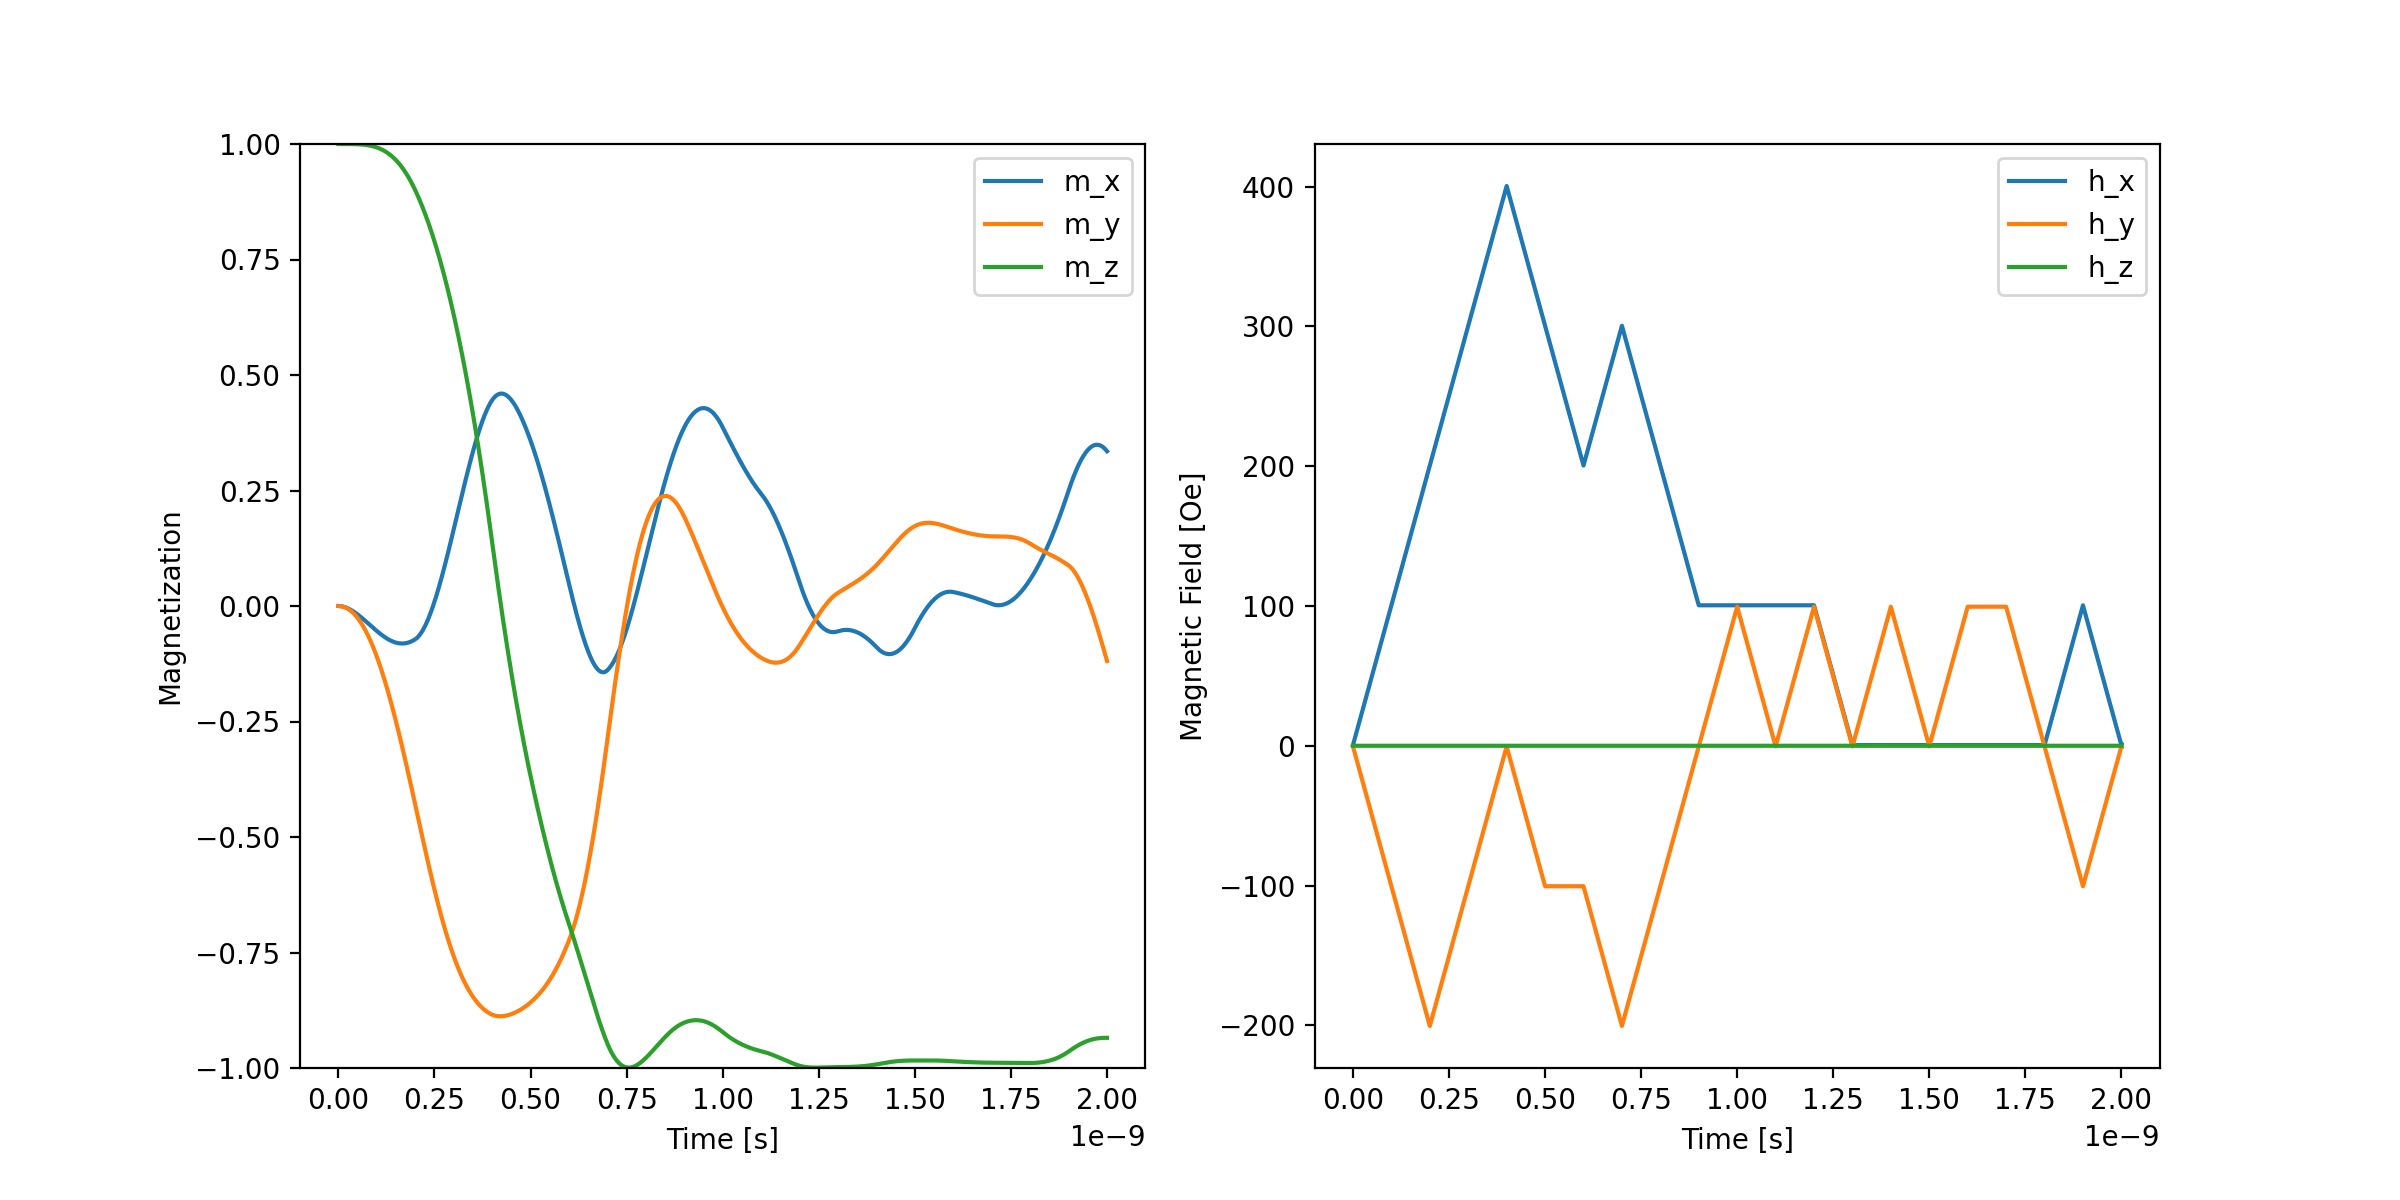 1.00
0.75
0.50
0.25
0.00
−0.25
−0.50
−0.75
−1.00
Magnetization
m_x
m_y
m_z
0.00 0.25 0.50 0.75 1.00 1.25 1.50 1.75 2.00
Time [s]
1e−9
400
300
200
100
0
−100
−200
Magnetic Field [Oe]
h_x
h_y
h_z
0.00 0.25 0.50 0.75 1.00 1.25 1.50 1.75 2.00
Time [s]
1e−9